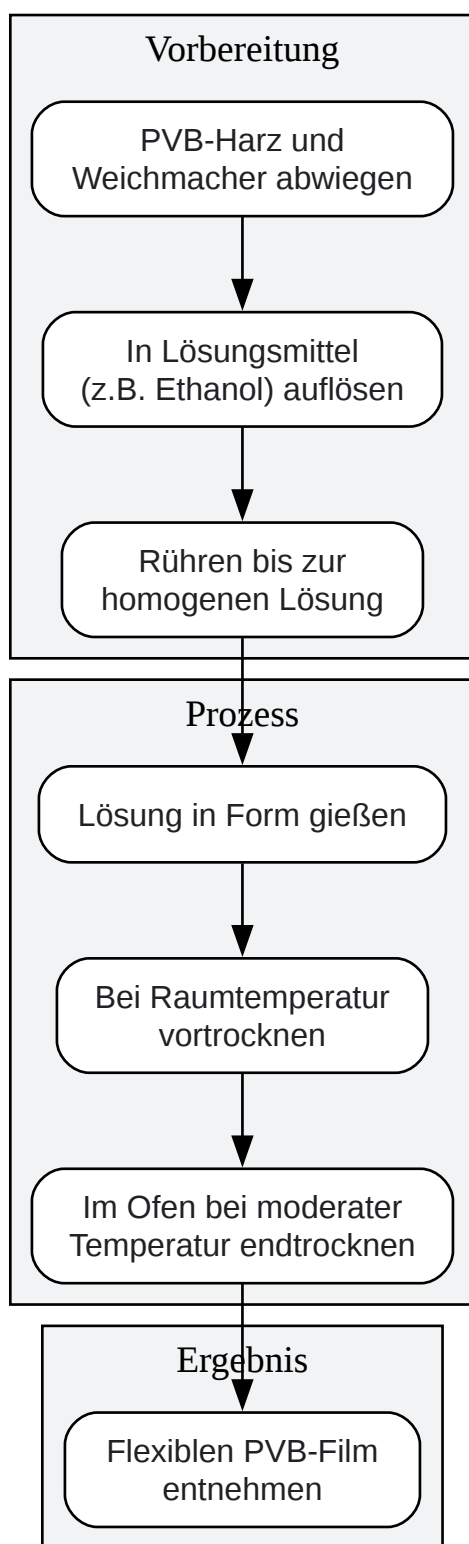 Vorbereitung
PVB-Harz und
Weichmacher abwiegen
In Lösungsmittel
(z.B. Ethanol) auflösen
Rühren bis zur
homogenen Lösung
Prozess
Lösung in Form gießen
Bei Raumtemperatur
vortrocknen
Im Ofen bei moderater
Temperatur endtrocknen
Ergebnis
Flexiblen PVB-Film
entnehmen